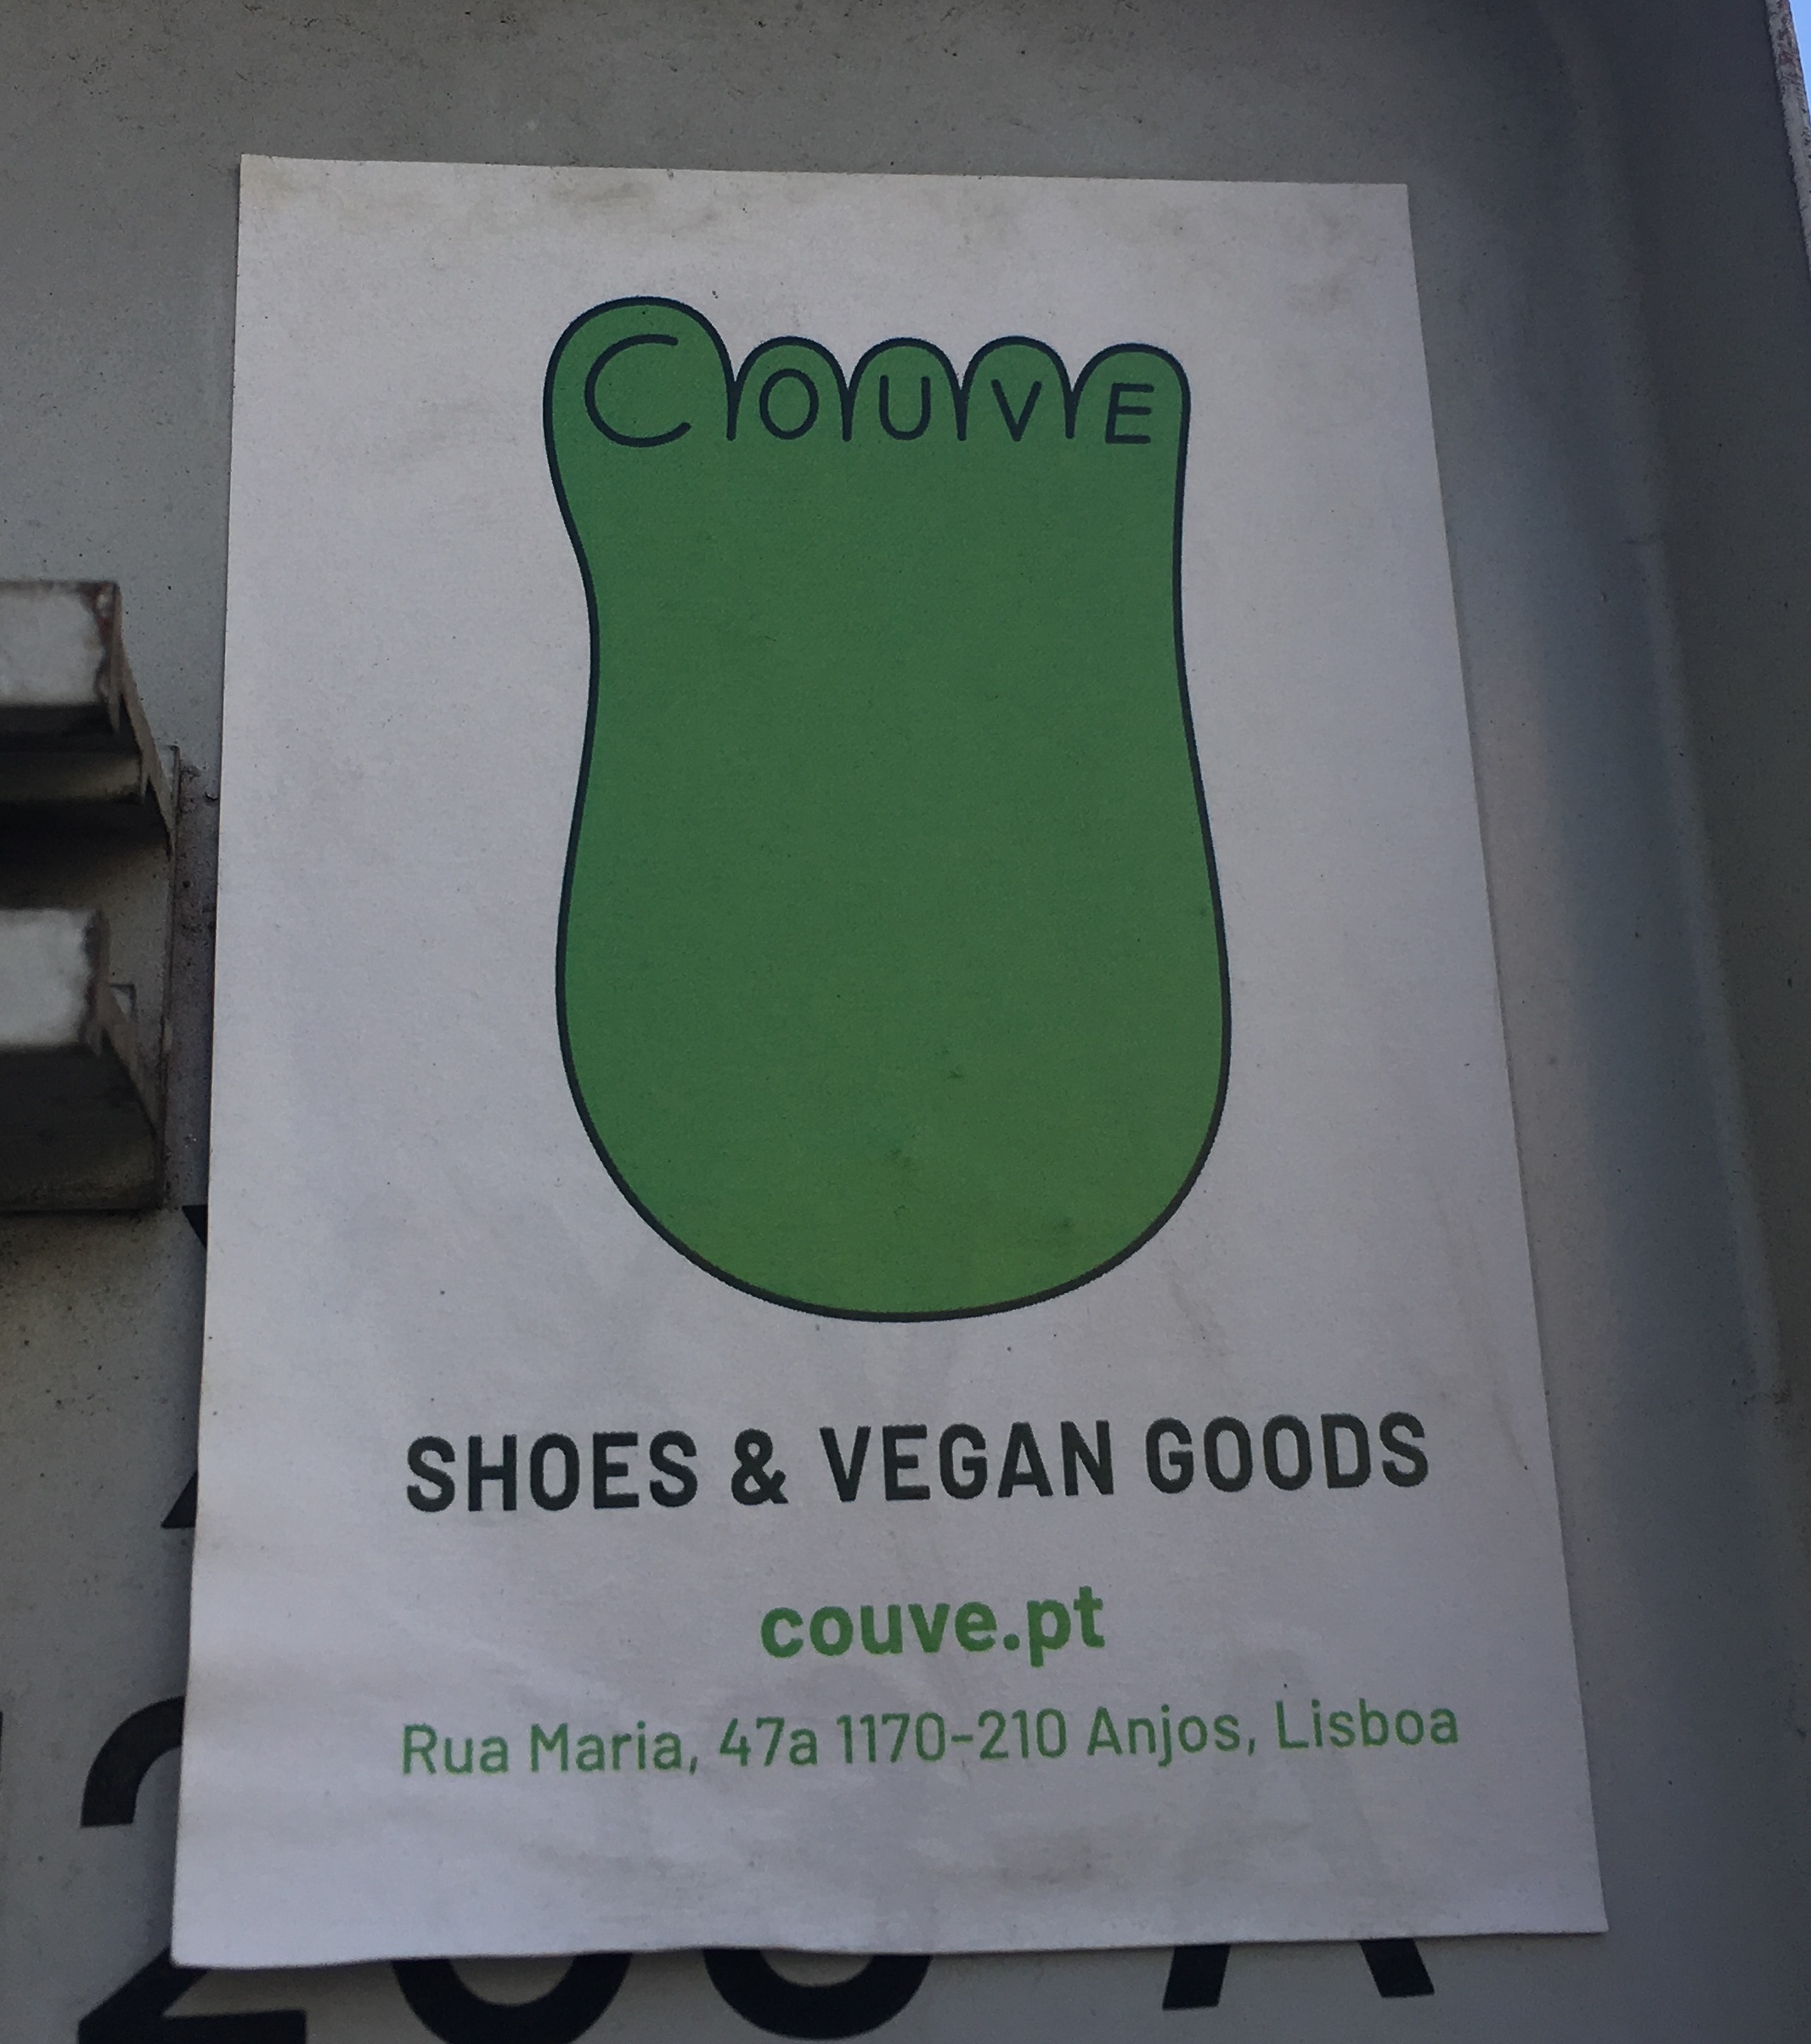 COUVE
SHOES & VEGAN GOODS
couve.pt
Rua Maria, 47a 1170-210 Anjos, Lisboa